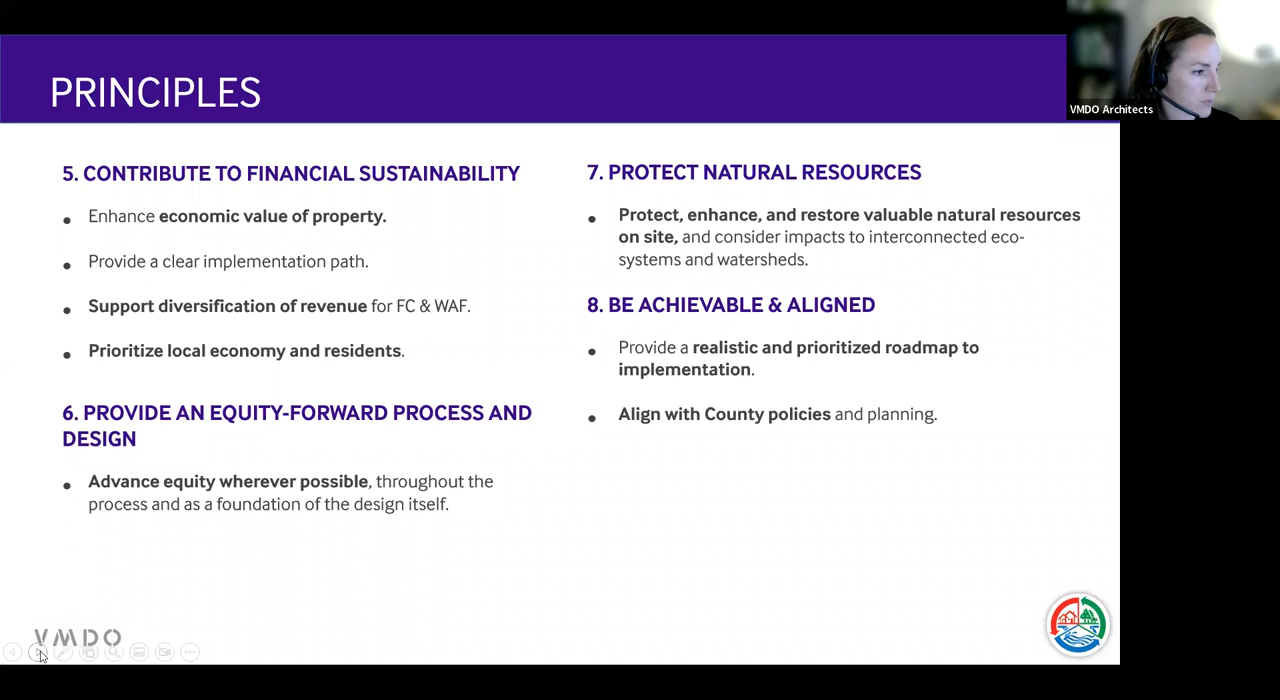 PRINCIPLES
VMDO Architects
5. CONTRIBUTE TO FINANCIAL SUSTAINABILITY
• Enhance economic value of property.
• Provide a clear implementation path.
• Support diversification of revenue for FC & WAF.
• Prioritize local economy and residents.
6. PROVIDE AN EQUITY-FORWARD PROCESS AND
DESIGN
• Advance equity wherever possible, throughout the
process and as a foundation of the design itself.
7. PROTECT NATURAL RESOURCES
• Protect, enhance, and restore valuable natural resources
on site, and consider impacts to interconnected eco-
systems and watersheds.
8. BE ACHIEVABLE & ALIGNED
• Provide a realistic and prioritized roadmap to
implementation.
• Align with County policies and planning.
VMDO